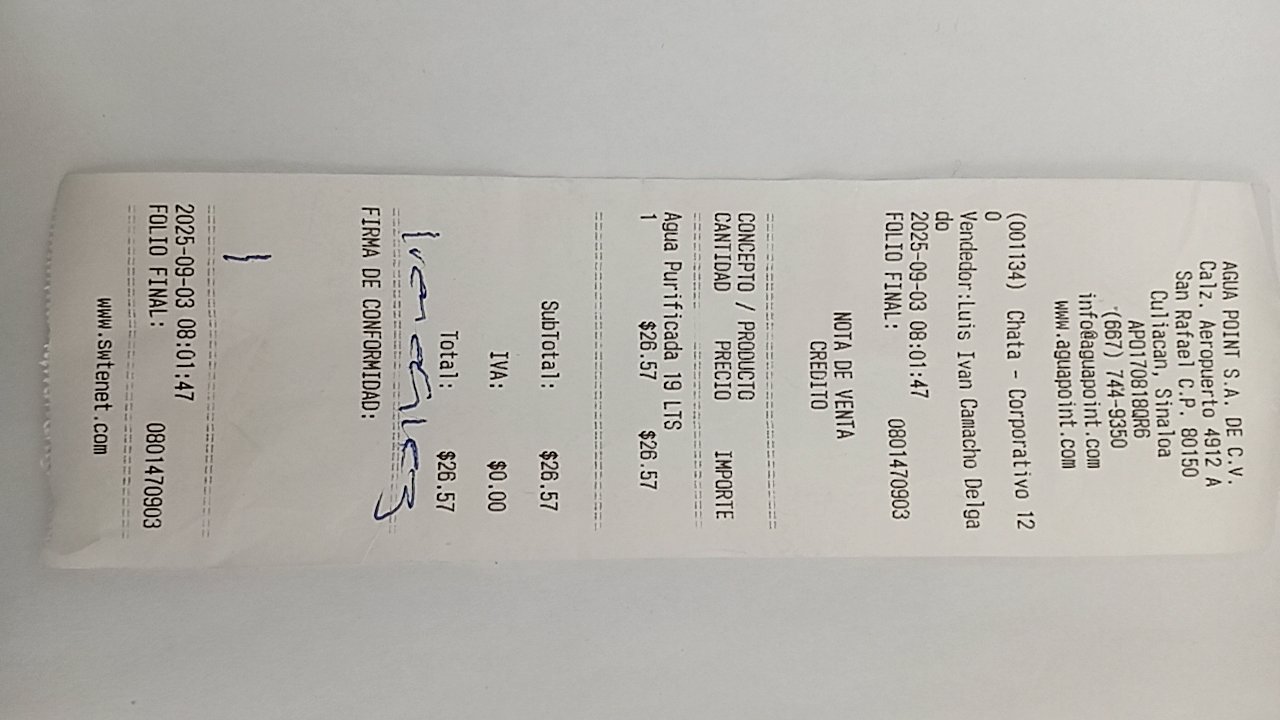 AGUA POINT S.A. DE C.V.
Calz. Aeropuerto 4912 A
San Rafael C.P. 80150
Culiacan, Sinaloa
APO170818QR6
(667) 744-9350
info@aguapoint.com
www.aguapoint.com
(001134) Chata - Corporativo 12
0
Vendedor:Luis Ivan Camacho Delga
do
2025-09-03 08:01:47
FOLIO FINAL: 0801470903
NOTA DE VENTA
CREDITO
CONCEPTO / PRODUCTO
CANTIDAD PRECIO IMPORTE
Agua Purificada 19 LTS
1 $26.57 $26.57
SubTotal: $26.57
IVA: $0.00
Total: $26.57
FIRMA DE CONFORMIDAD:
2025-09-03 08:01:47
FOLIO FINAL: 0801470903
www.swtenet.com